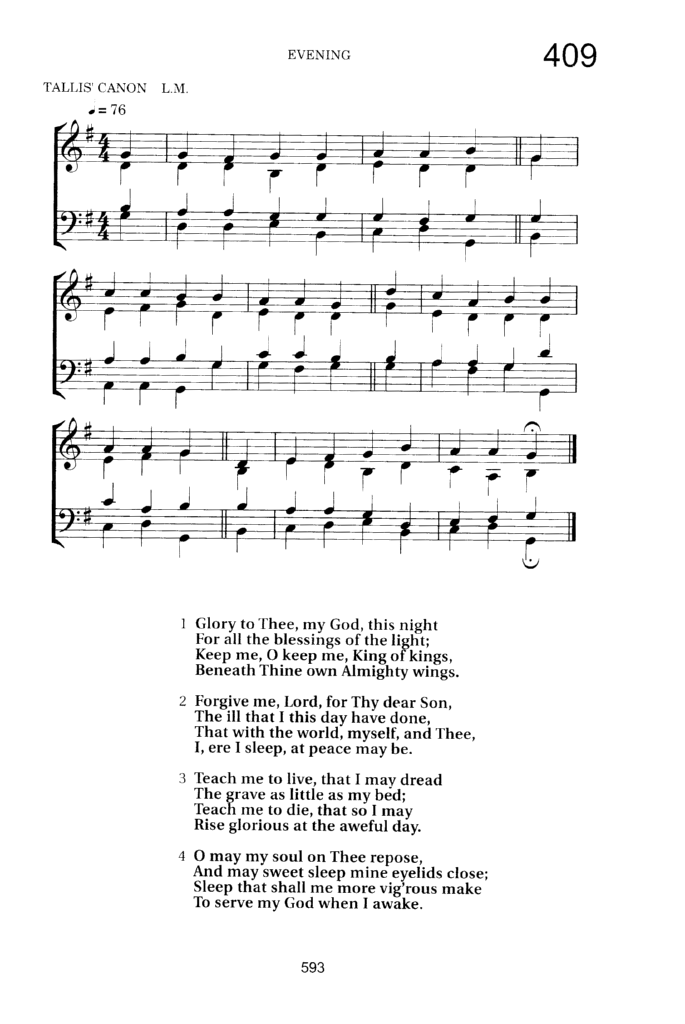 EVENING
409
TALLIS' CANON L.M.
♩= 76
1 Glory to Thee, my God, this night
For all the blessings of the light;
Keep me, O keep me, King of kings,
Beneath Thine own Almighty wings.
2 Forgive me, Lord, for Thy dear Son,
The ill that I this day have done,
That with the world, myself, and Thee,
I, ere I sleep, at peace may be.
3 Teach me to live, that I may dread
The grave as little as my bed;
Teach me to die, that so I may
Rise glorious at the aweful day.
4 O may my soul on Thee repose,
And may sweet sleep mine eyelids close;
Sleep that shall me more vig'rous make
To serve my God when I awake.
593